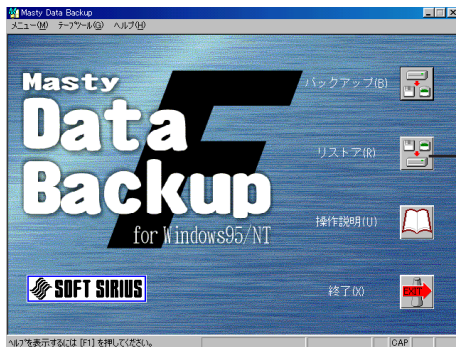 Masty Data Backup
メニュー(M) テープツール(G) ヘルプ(H)
Masty
Data
Backup
F
for Windows95/NT
バックアップ(B)
リストア(R)
操作説明(U)
終了(X)
EXIT
SOFT SIRIUS
ヘルプを表示するには [F1] を押してください。
CAP